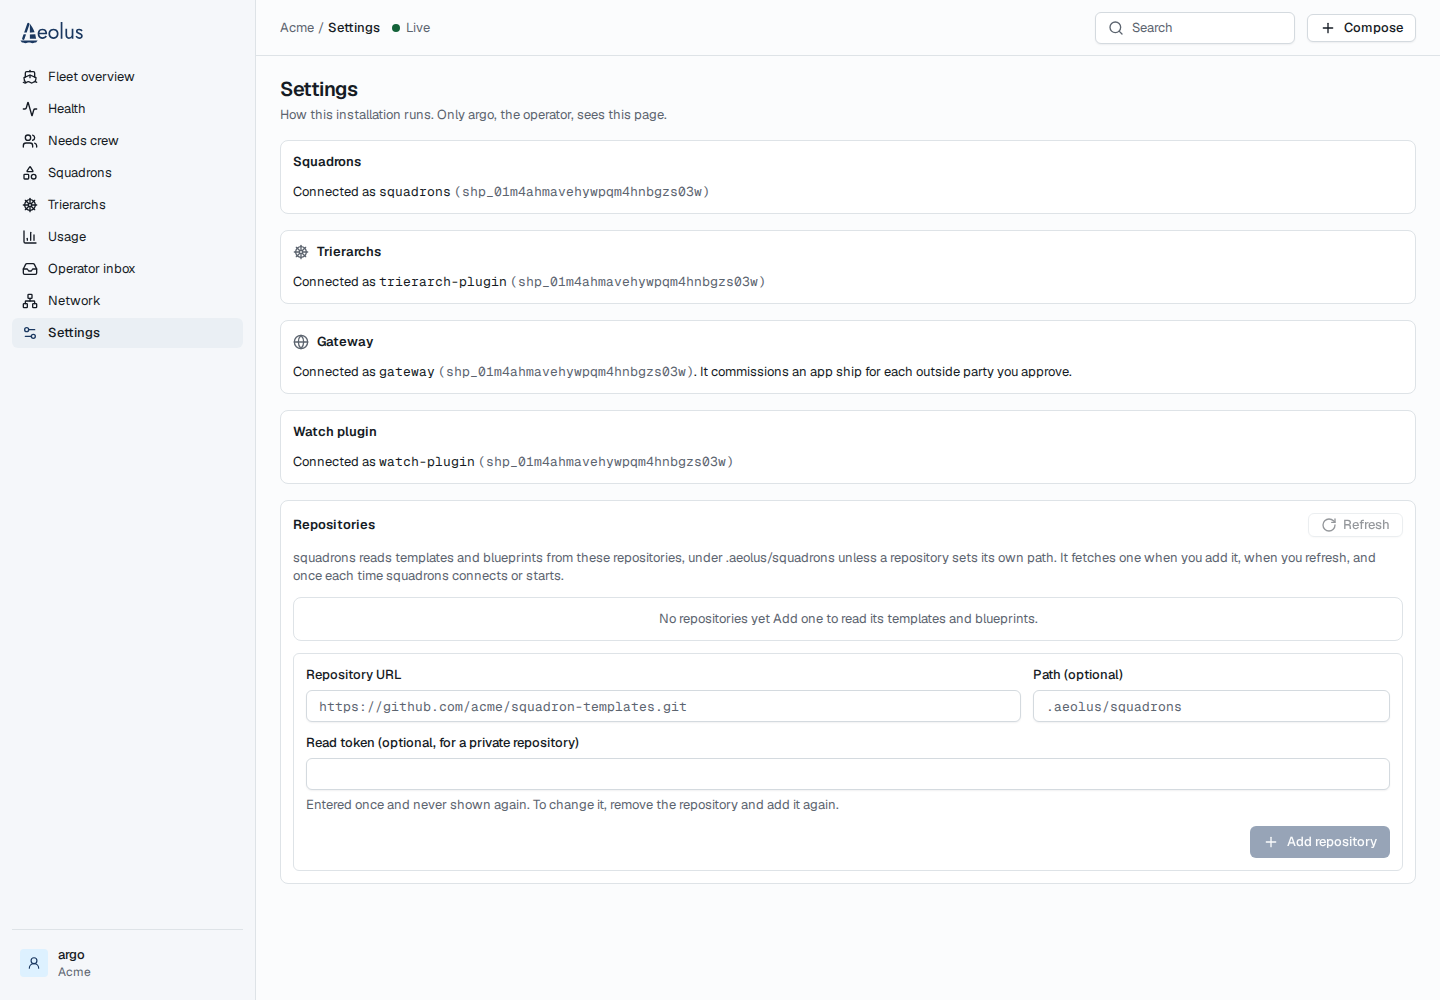 Aeolus
Fleet overview
Health
Needs crew
Squadrons
Trierarchs
Usage
Operator inbox
Network
Settings
argo
Acme
Acme / Settings Live
Search
Compose
Settings
How this installation runs. Only argo, the operator, sees this page.
Squadrons
Connected as squadrons (shp_01m4ahmavehywpqm4hnbgzs03w)
Trierarchs
Connected as trierarch-plugin (shp_01m4ahmavehywpqm4hnbgzs03w)
Gateway
Connected as gateway (shp_01m4ahmavehywpqm4hnbgzs03w). It commissions an app ship for each outside party you approve.
Watch plugin
Connected as watch-plugin (shp_01m4ahmavehywpqm4hnbgzs03w)
Repositories
Refresh
squadrons reads templates and blueprints from these repositories, under .aeolus/squadrons unless a repository sets its own path. It fetches one when you add it, when you refresh, and
once each time squadrons connects or starts.
No repositories yet Add one to read its templates and blueprints.
Repository URL
Path (optional)
https://github.com/acme/squadron-templates.git
.aeolus/squadrons
Read token (optional, for a private repository)
Entered once and never shown again. To change it, remove the repository and add it again.
Add repository